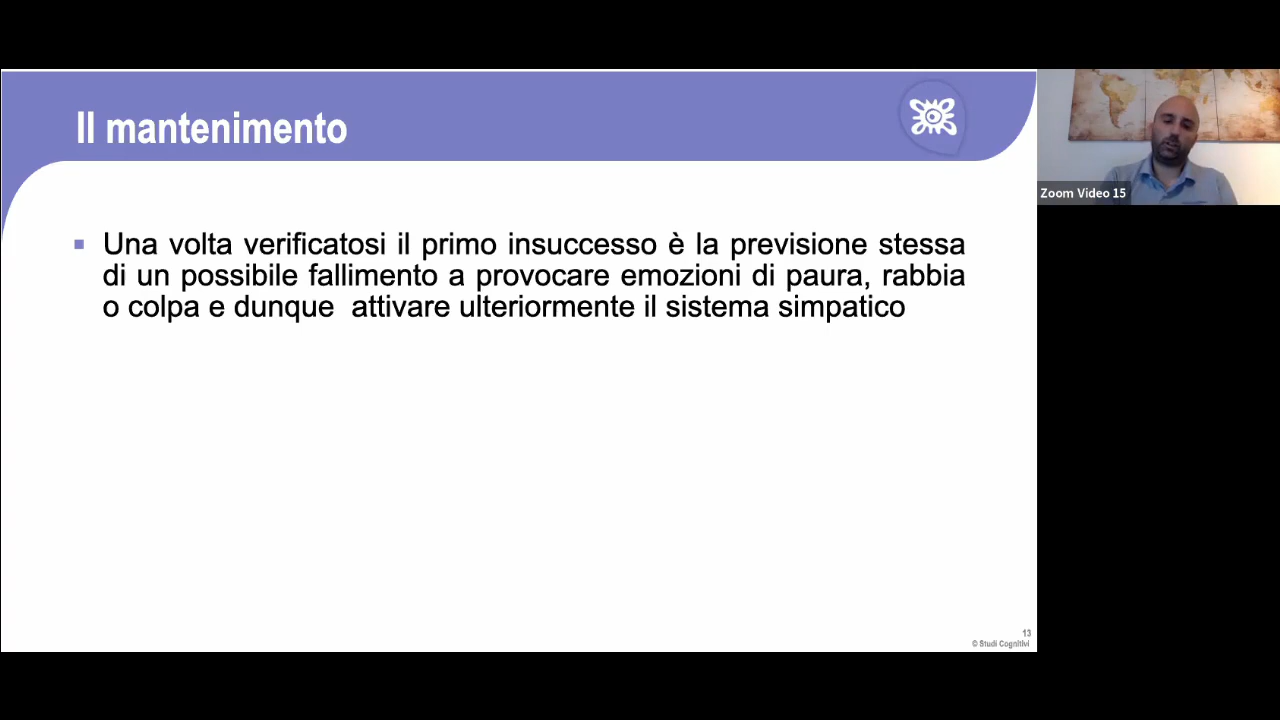 Il mantenimento
Una volta verificatosi il primo insuccesso è la previsione stessa
di un possibile fallimento a provocare emozioni di paura, rabbia
o colpa e dunque  attivare ulteriormente il sistema simpatico
Zoom Video 15
13
© Studi Cognitivi